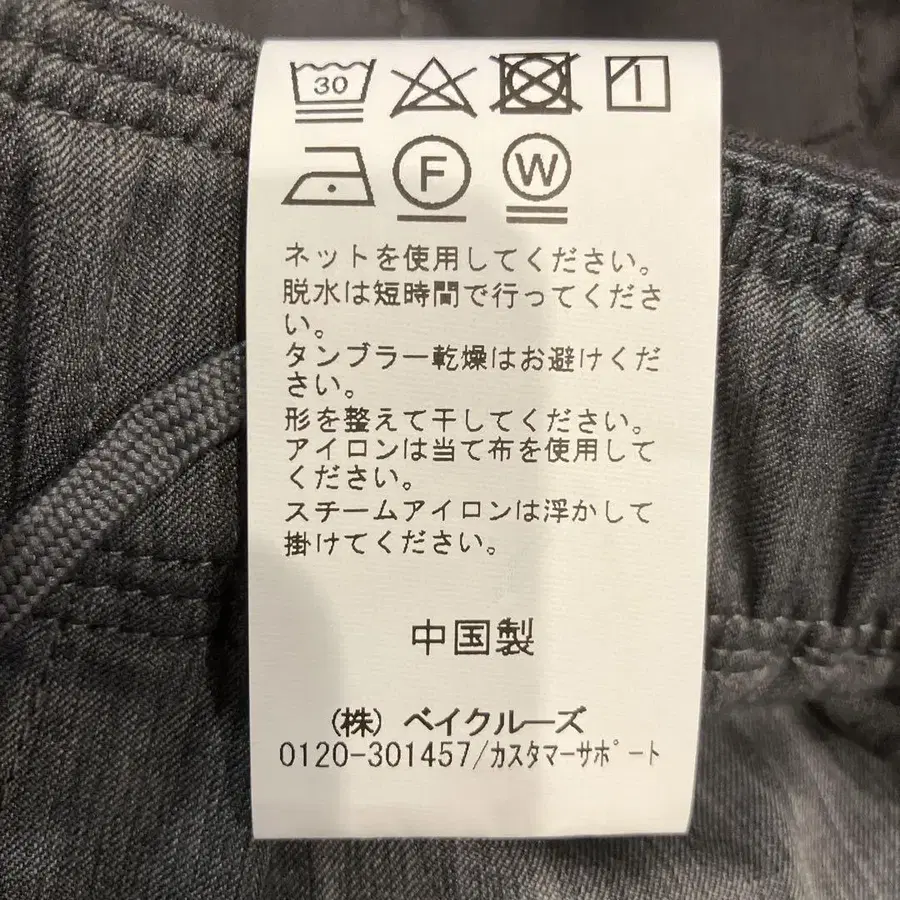 30
F W
ネットを使用してください。
脱水は短時間で行ってくださ
い。
タンブラー乾燥はお避けくだ
さい。
形を整えて干してください。
アイロンは当て布を使用して
ください。
スチームアイロンは浮かして
掛けてください。
中国製
(株) ベイクルーズ
0120-301457/カスタマーサポート